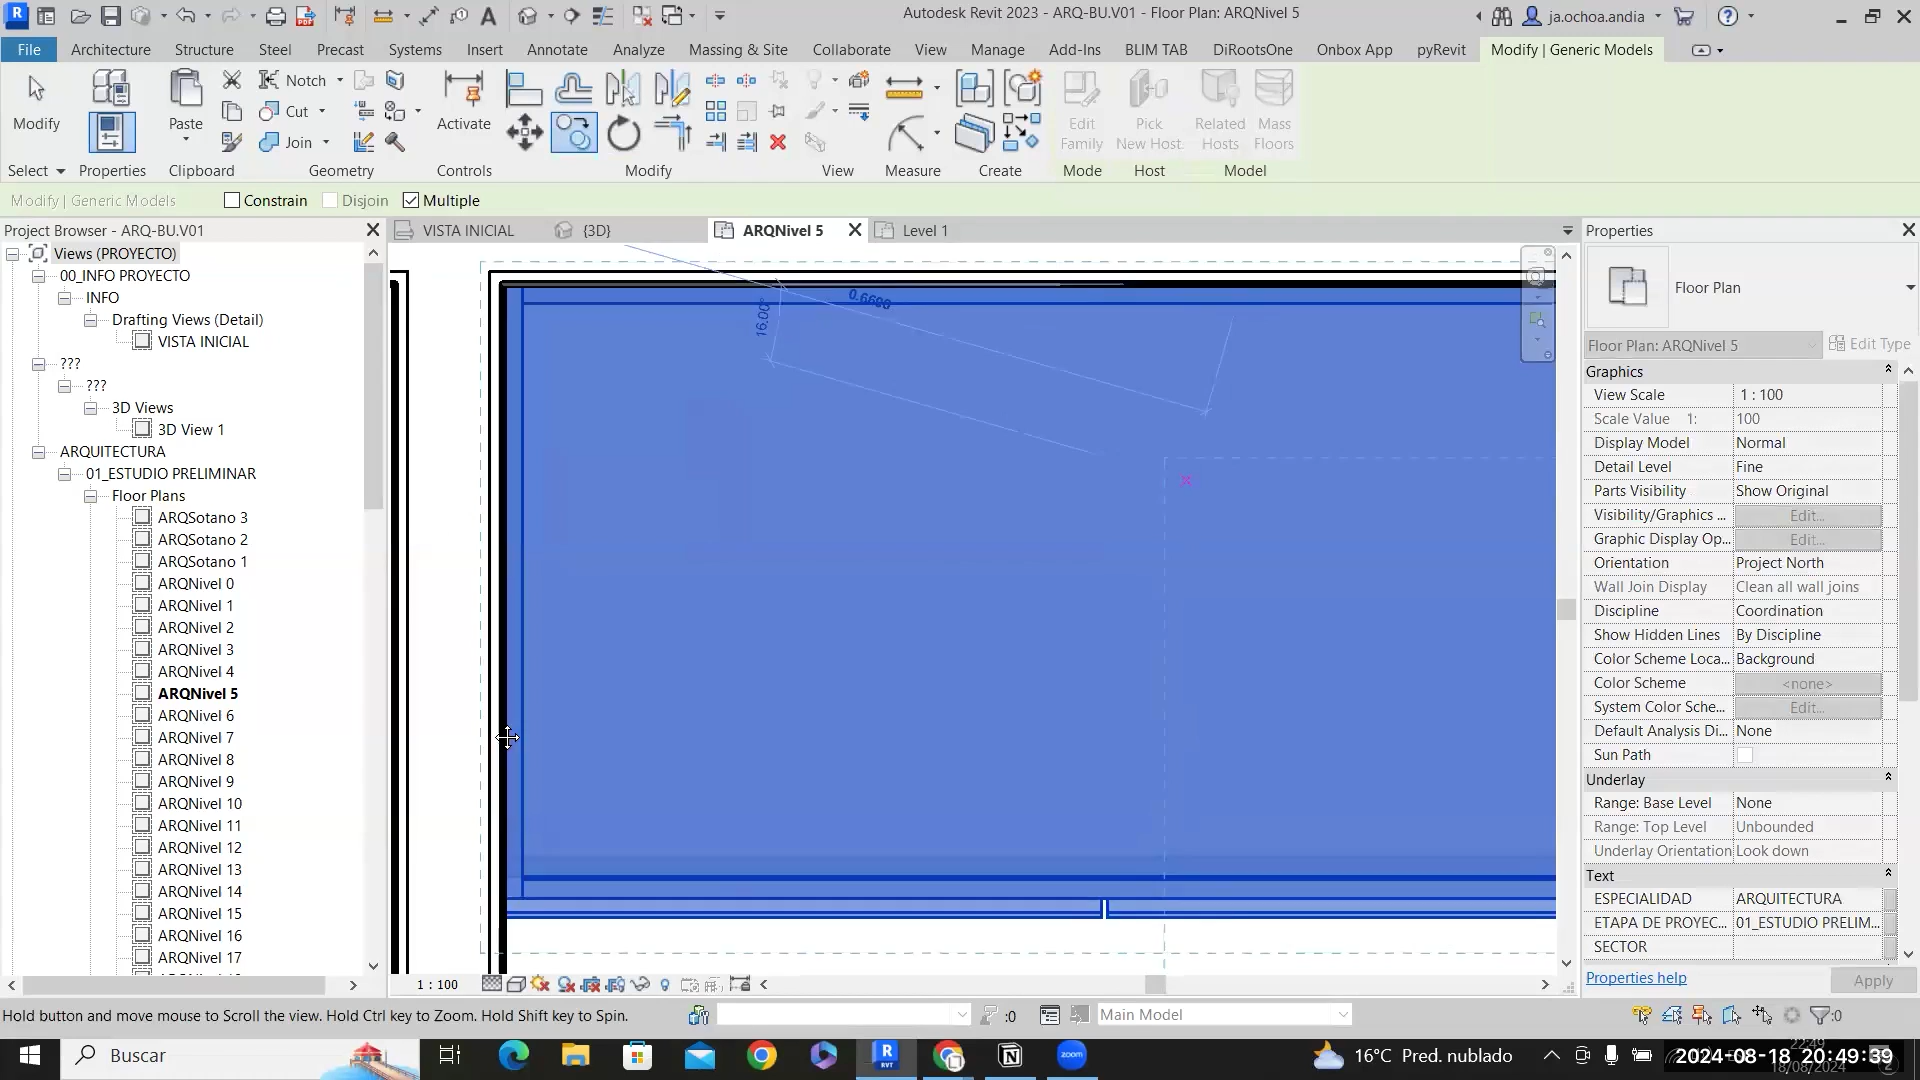 Autodesk Revit 2023 - ARQ-BU.V01 - Floor Plan: ARQNivel 5
ja.ochoa.andia
File Architecture Structure Steel Precast Systems Insert Annotate Analyze Massing & Site Collaborate View Manage Add-Ins BLIM TAB DiRootsOne Onbox App pyRevit Modify | Generic Models
Modify
Paste
Notch
Cut
Join
Activate
Edit Family
Pick New Host
Related Hosts
Mass Floors
Select Properties Clipboard Geometry Controls Modify View Measure Create Mode Host Model
Modify | Generic Models Constrain Disjoin Multiple
Project Browser - ARQ-BU.V01
VISTA INICIAL {3D} ARQNivel 5 Level 1
Properties
Views (PROYECTO)
00_INFO PROYECTO
INFO
Drafting Views (Detail)
VISTA INICIAL
???
???
3D Views
3D View 1
ARQUITECTURA
01_ESTUDIO PRELIMINAR
Floor Plans
ARQSotano 3
ARQSotano 2
ARQSotano 1
ARQNivel 0
ARQNivel 1
ARQNivel 2
ARQNivel 3
ARQNivel 4
ARQNivel 5
ARQNivel 6
ARQNivel 7
ARQNivel 8
ARQNivel 9
ARQNivel 10
ARQNivel 11
ARQNivel 12
ARQNivel 13
ARQNivel 14
ARQNivel 15
ARQNivel 16
ARQNivel 17
16.00°
Floor Plan
Floor Plan: ARQNivel 5 Edit Type
Graphics
View Scale 1 : 100
Scale Value 1: 100
Display Model Normal
Detail Level Fine
Parts Visibility Show Original
Visibility/Graphics ... Edit...
Graphic Display Op... Edit...
Orientation Project North
Wall Join Display Clean all wall joins
Discipline Coordination
Show Hidden Lines By Discipline
Color Scheme Loca... Background
Color Scheme <none>
System Color Sche... Edit...
Default Analysis Di... None
Sun Path
Underlay
Range: Base Level None
Range: Top Level Unbounded
Underlay Orientation Look down
Text
ESPECIALIDAD ARQUITECTURA
ETAPA DE PROYEC... 01_ESTUDIO PRELIM...
SECTOR
Properties help Apply
1 : 100
Hold button and move mouse to Scroll the view. Hold Ctrl key to Zoom. Hold Shift key to Spin.
:0
Main Model
:0
Buscar
RVT
zoom
16°C Pred. nublado
2024-08-18 20:49:39
22:49
18/08/2024